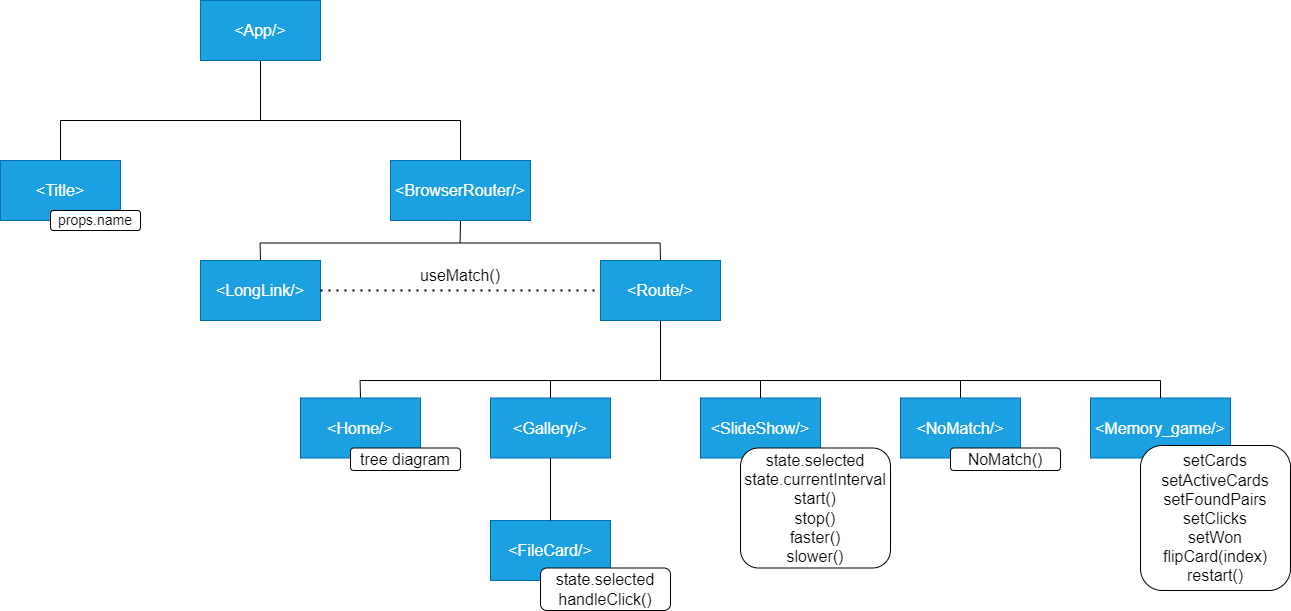 <App/>
<Title>
props.name
<BrowserRouter/>
<LongLink/>
useMatch()
<Route/>
<Home/>
tree diagram
<Gallery/>
<SlideShow/>
state.selected
state.currentInterval
start()
stop()
faster()
slower()
<NoMatch/>
NoMatch()
<Memory_game/>
setCards
setActiveCards
setFoundPairs
setClicks
setWon
flipCard(index)
restart()
<FileCard/>
state.selected
handleClick()